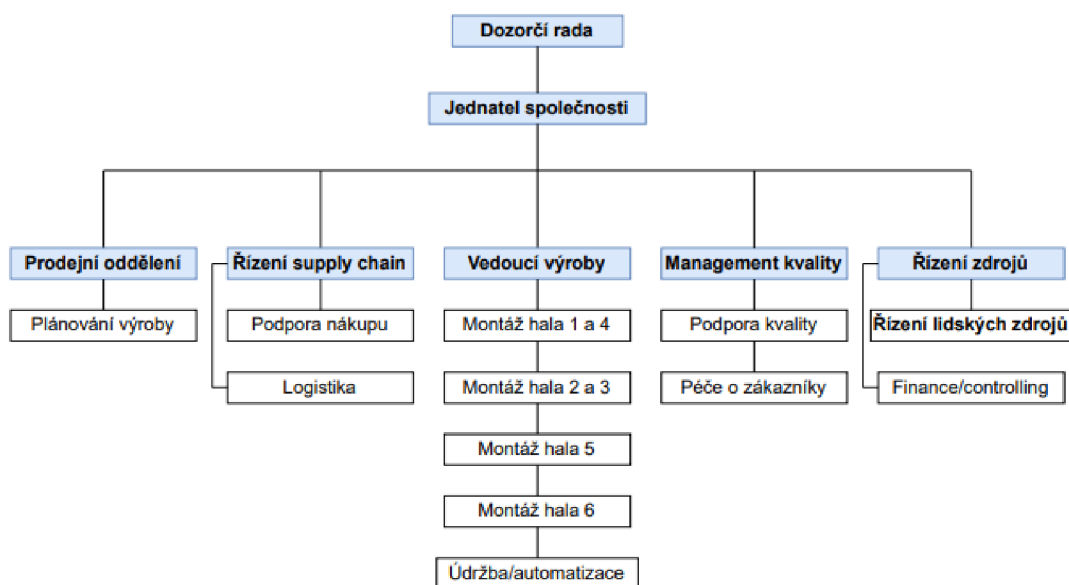 Dozorčí rada
Jednatel společnosti
Prodejní oddělení
Řízení supply chain
Vedoucí výroby
Management kvality
Řízení zdrojů
Plánování výroby
Podpora nákupu
Montáž hala 1 a 4
Podpora kvality
Řízení lidských zdrojů
Logistika
Montáž hala 2 a 3
Péče o zákazníky
Finance/controlling
Montáž hala 5
Montáž hala 6
Údržba/automatizace